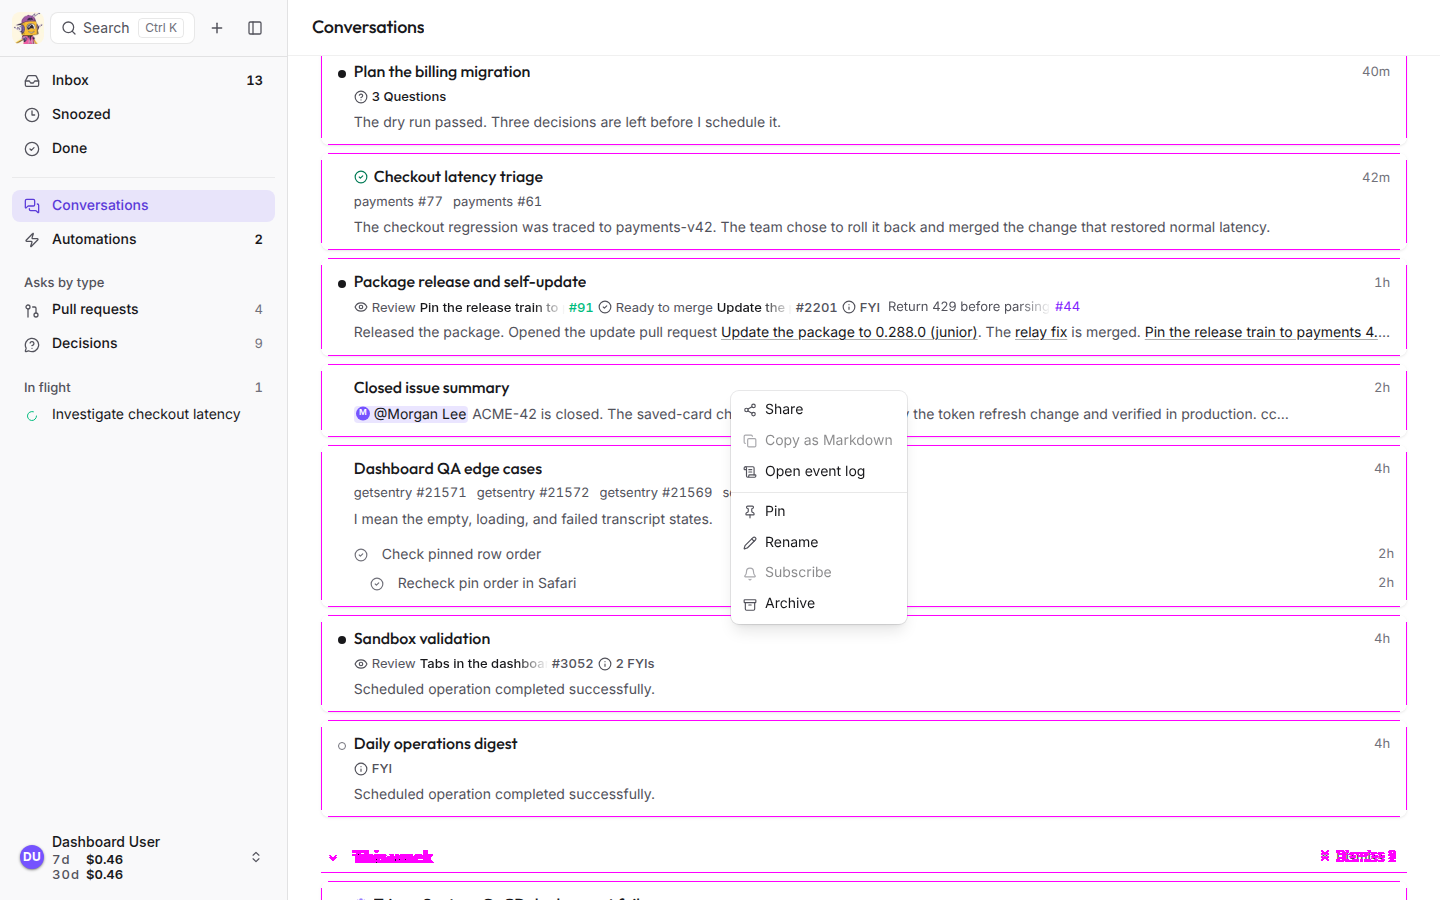 Search Ctrl K
Conversations
Inbox 13
Snoozed
Done
Conversations
Automations 2
Asks by type
Pull requests 4
Decisions 9
In flight 1
Investigate checkout latency
Dashboard User
7d $0.46
30d $0.46
DU
Plan the billing migration 40m
3 Questions
The dry run passed. Three decisions are left before I schedule it.
Checkout latency triage 42m
payments #77 payments #61
The checkout regression was traced to payments-v42. The team chose to roll it back and merged the change that restored normal latency.
Package release and self-update 1h
Review Pin the release train to #91 Ready to merge Update the #2201 FYI Return 429 before parsing #44
Released the package. Opened the update pull request Update the package to 0.288.0 (junior). The relay fix is merged. Pin the release train to payments 4....
Closed issue summary 2h
M @Morgan Lee ACME-42 is closed. The saved-card the token refresh change and verified in production. cc...
Dashboard QA edge cases 4h
getsentry #21571 getsentry #21572 getsentry #21569
I mean the empty, loading, and failed transcript states.
Check pinned row order 2h
Recheck pin order in Safari 2h
Share
Copy as Markdown
Open event log
Pin
Rename
Subscribe
Archive
Sandbox validation 4h
Review Tabs in the dashboa #3052 2 FYIs
Scheduled operation completed successfully.
Daily operations digest 4h
FYI
Scheduled operation completed successfully.